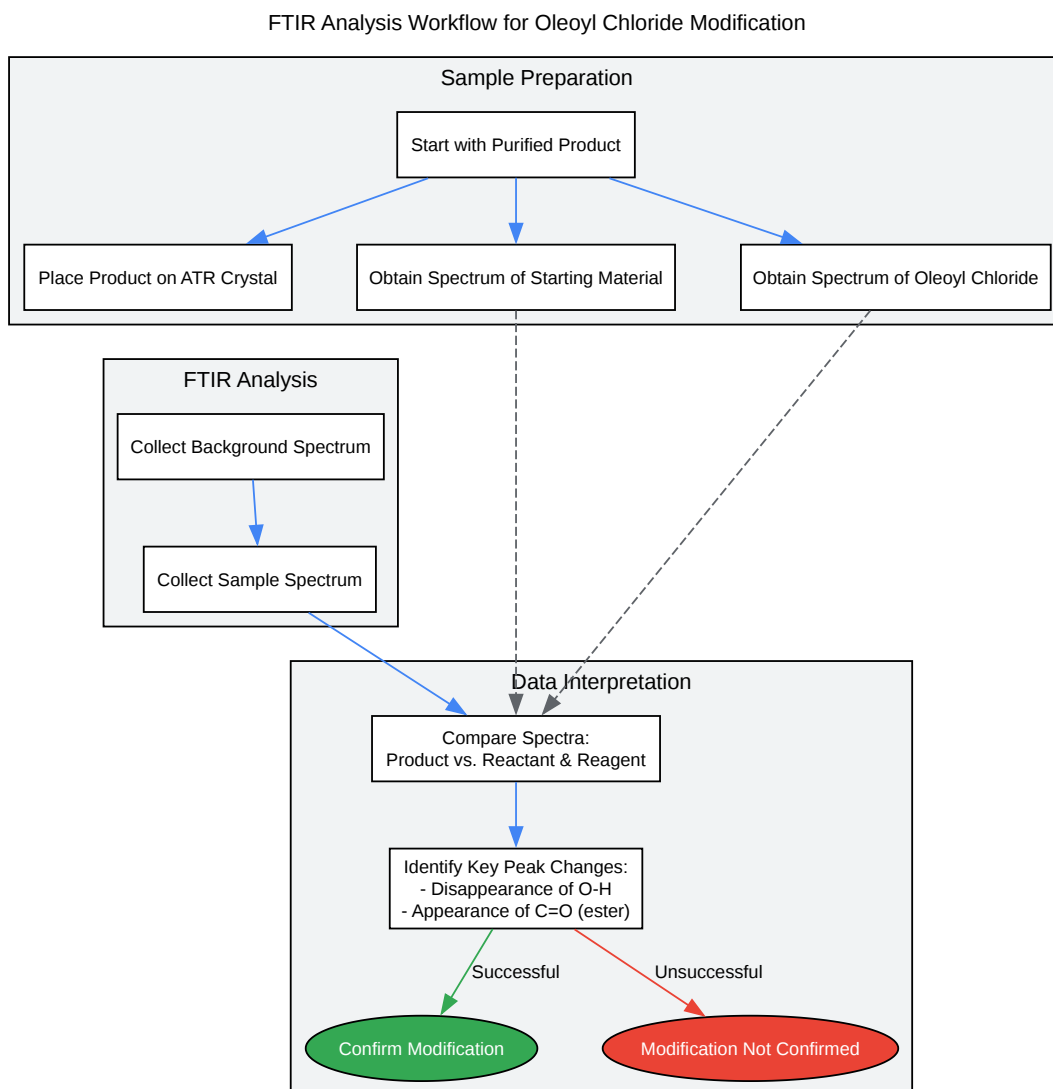 FTIR Analysis Workflow for Oleoyl Chloride Modification
Sample Preparation
Start with Purified Product
Place Product on ATR Crystal
Obtain Spectrum of Starting Material
Obtain Spectrum of Oleoyl Chloride
FTIR Analysis
Collect Background Spectrum
Collect Sample Spectrum
Data Interpretation
Compare Spectra:
Product vs. Reactant & Reagent
Identify Key Peak Changes:
- Disappearance of O-H
- Appearance of C=O (ester)
Successful
Unsuccessful
Confirm Modification
Modification Not Confirmed